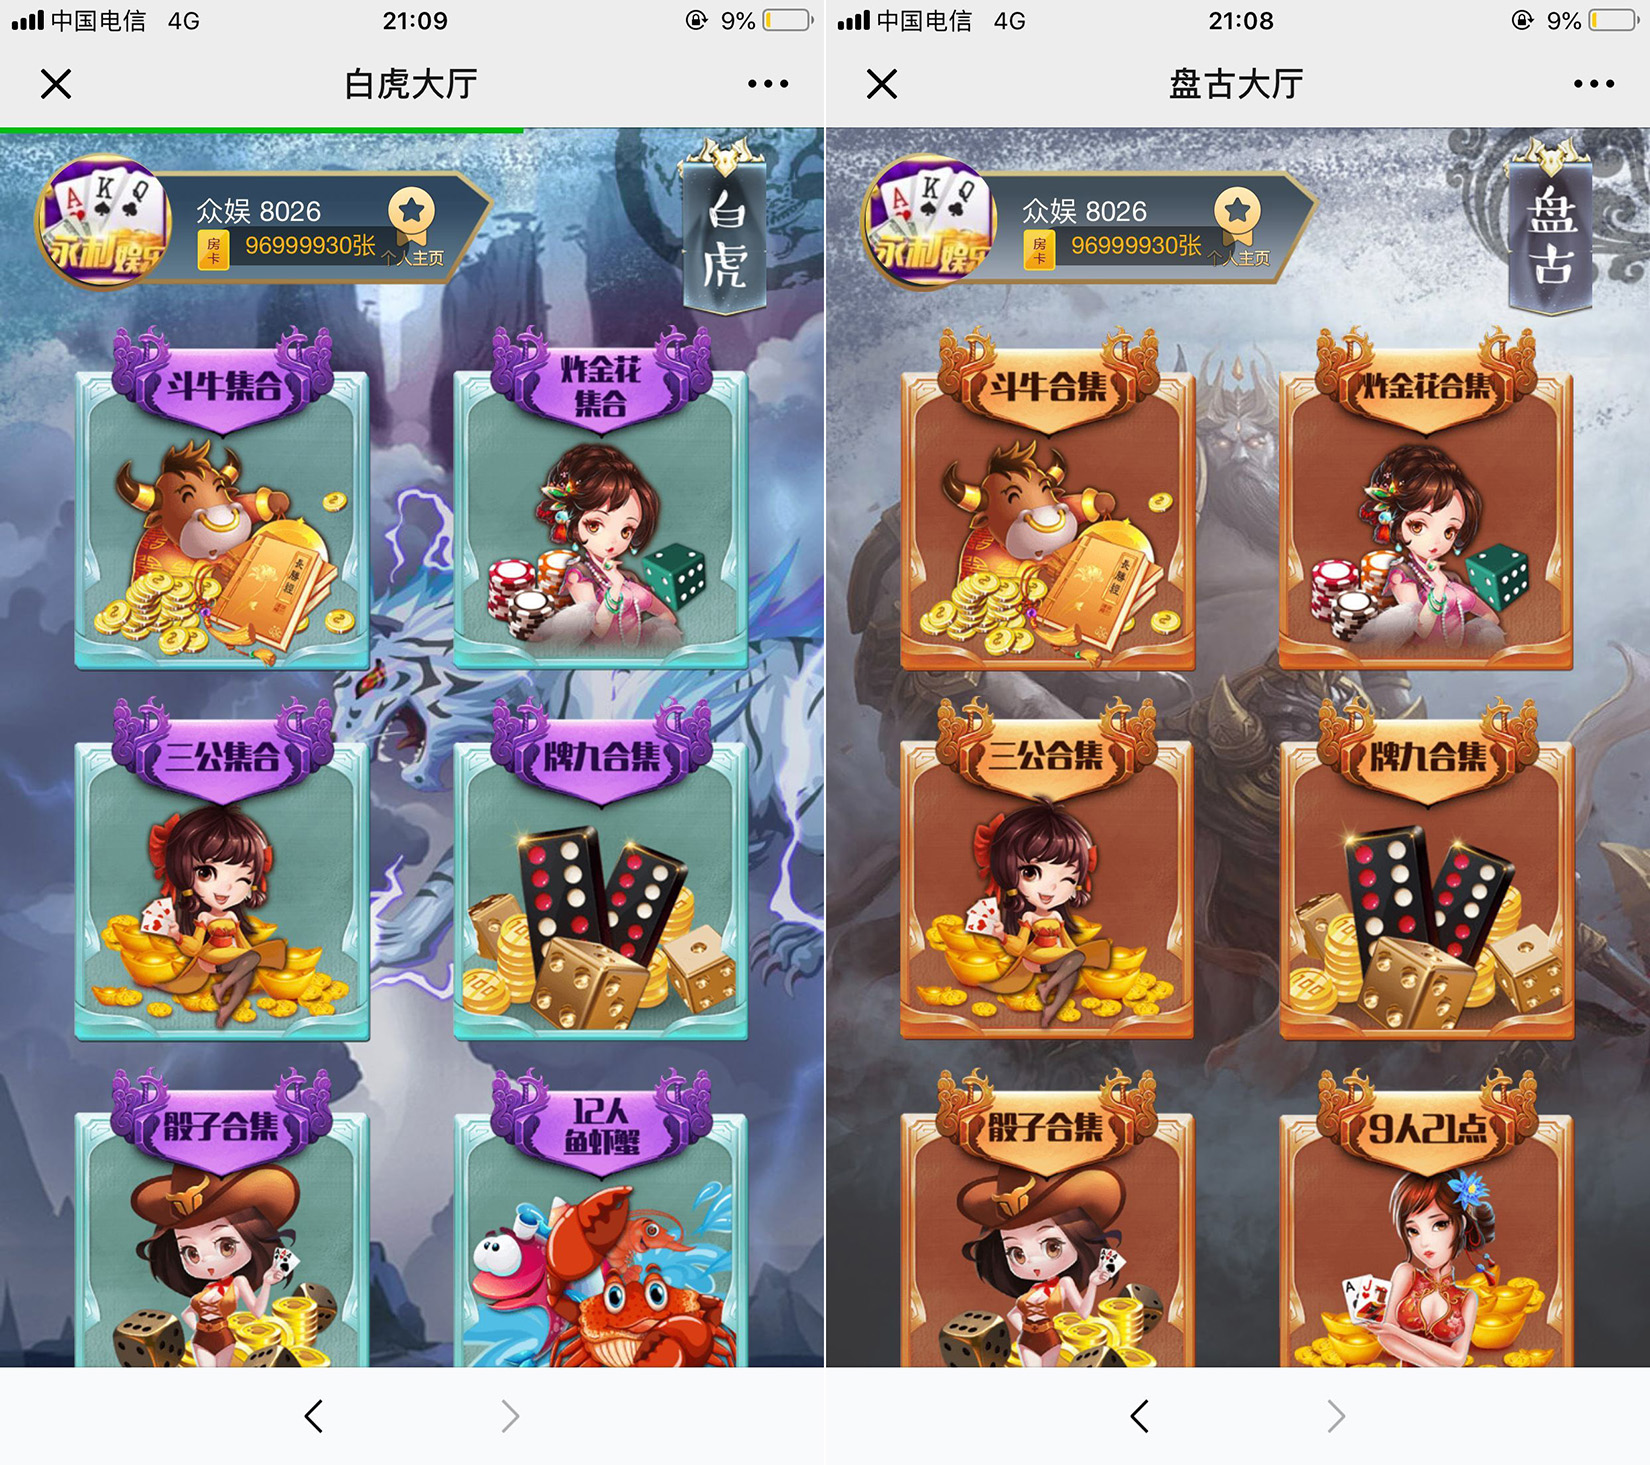 中国电信 4G 21:09 9%
白虎大厅
众娱 8026
房卡 96999930张
个人主页
A K Q
永利娱乐
白虎
斗牛集合
炸金花
集合
三公集合
牌九合集
骰子合集
12人
鱼虾蟹
中国电信 4G 21:08 9%
盘古大厅
众娱 8026
房卡 96999930张
个人主页
A K Q
永利娱乐
盘古
斗牛合集
炸金花合集
三公合集
牌九合集
骰子合集
9人21点
A J